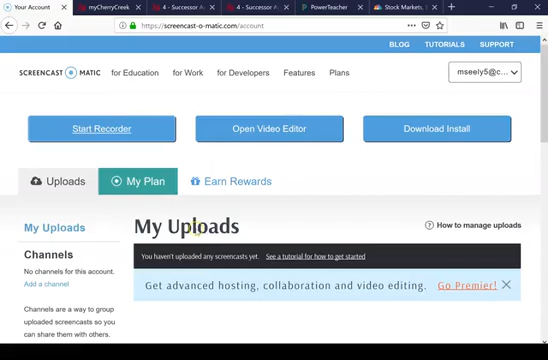 Your Account
myCherryCreek
4 - Successor A
4 - Successor A
PowerTeacher
Stock Markets,
https://screencast-o-matic.com/account
BLOG TUTORIALS SUPPORT
SCREENCAST MATIC for Education for Work for Developers Features Plans mseely5@c...
Start Recorder Open Video Editor Download Install
Uploads My Plan Earn Rewards
My Uploads
How to manage uploads
My Uploads
You haven't uploaded any screencasts yet. See a tutorial for how to get started
Get advanced hosting, collaboration and video editing. Go Premier!
Channels
No channels for this account.
Add a channel
Channels are a way to group
uploaded screencasts so you
can share them with others.